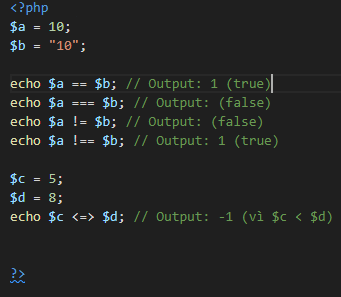 <?php
$a = 10;
$b = "10";
echo $a == $b; // Output: 1 (true)
echo $a === $b; // Output: (false)
echo $a != $b; // Output: (false)
echo $a !== $b; // Output: 1 (true)
$c = 5;
$d = 8;
echo $c <=> $d; // Output: -1 (vì $c < $d)
?>